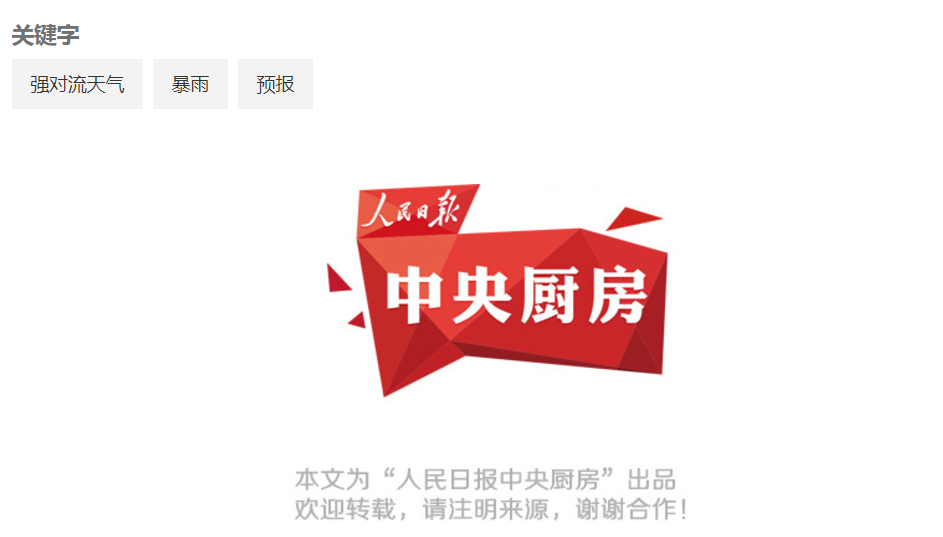 关键字
强对流天气 暴雨 预报
人民日报
中央厨房
本文为“人民日报中央厨房”出品
欢迎转载，请注明来源，谢谢合作！